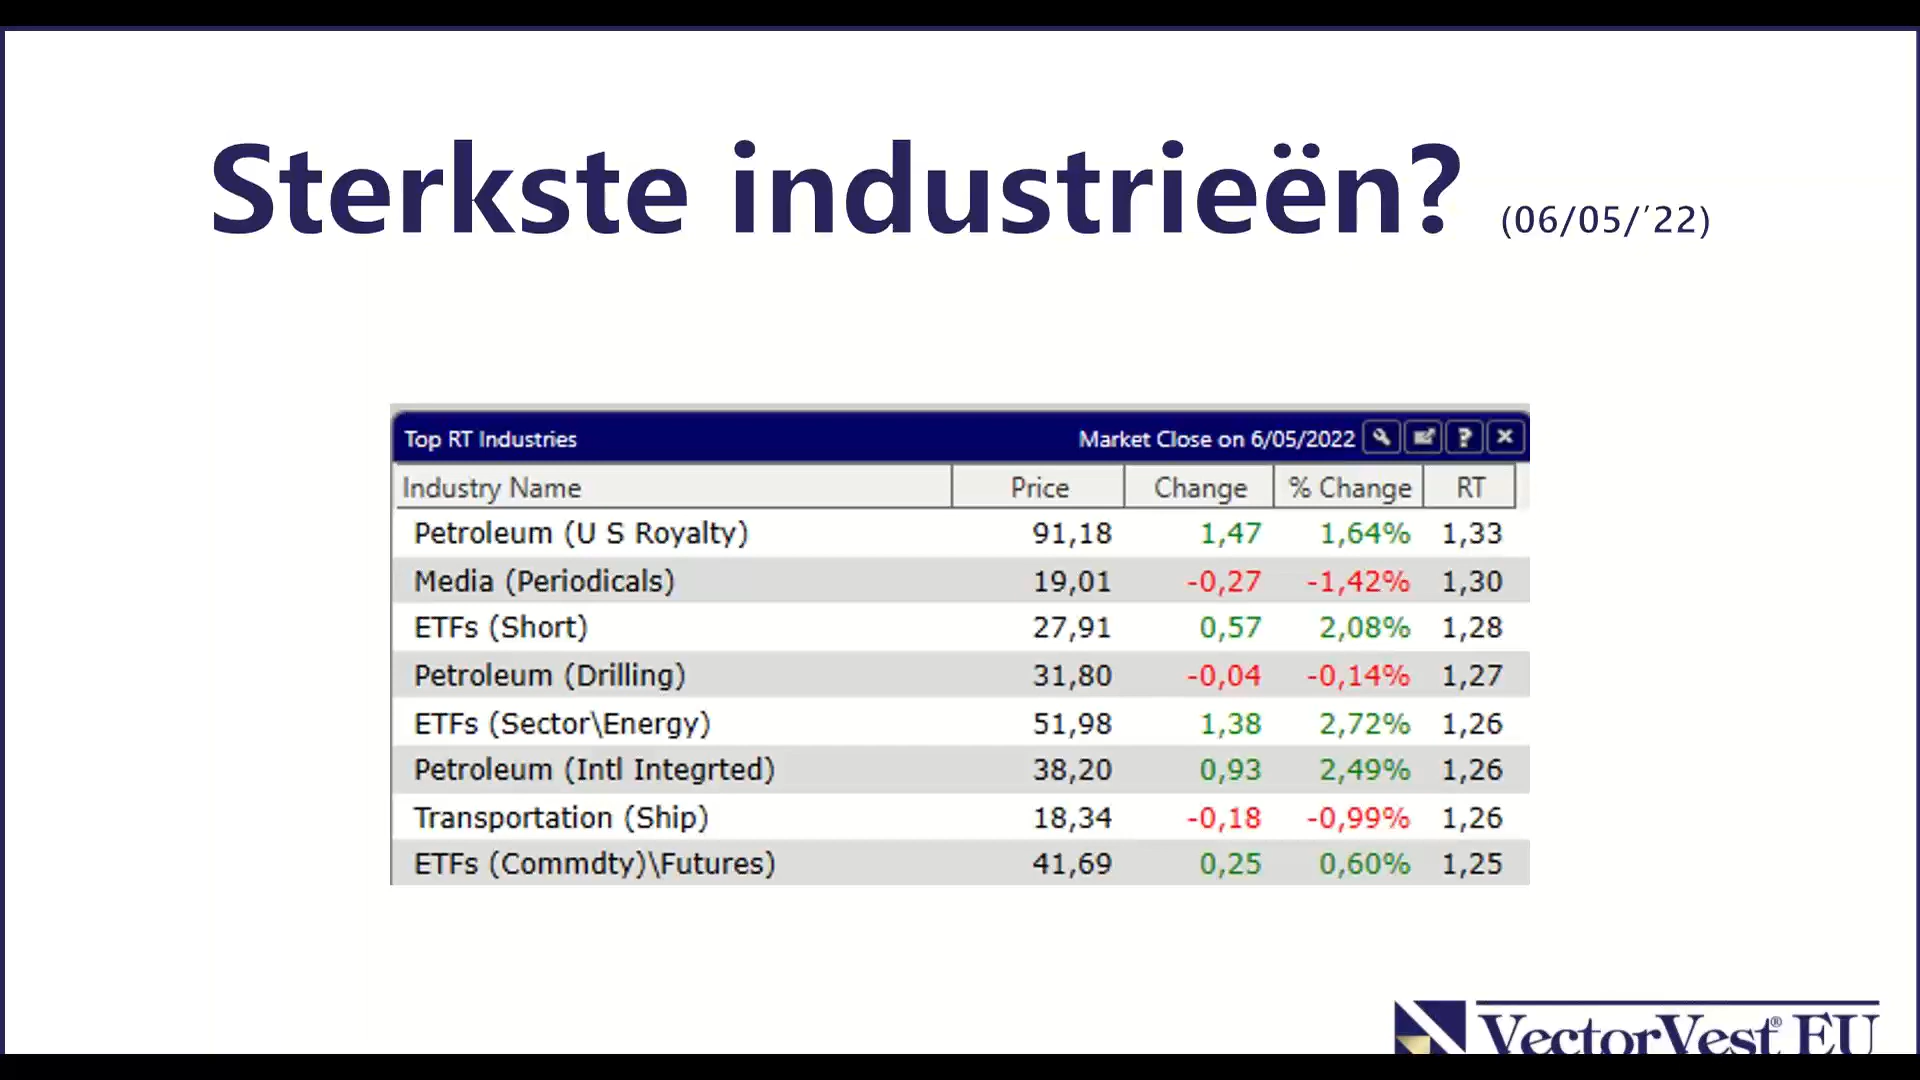 Sterkste industrieën? (06/05/'22)
Top RT Industries Market Close on 6/05/2022
Industry Name Price Change % Change RT
Petroleum (U S Royalty) 91,18 1,47 1,64% 1,33
Media (Periodicals) 19,01 -0,27 -1,42% 1,30
ETFs (Short) 27,91 0,57 2,08% 1,28
Petroleum (Drilling) 31,80 -0,04 -0,14% 1,27
ETFs (Sector\Energy) 51,98 1,38 2,72% 1,26
Petroleum (Intl Integrted) 38,20 0,93 2,49% 1,26
Transportation (Ship) 18,34 -0,18 -0,99% 1,26
ETFs (Commdty)\Futures) 41,69 0,25 0,60% 1,25
VectorVest® EU